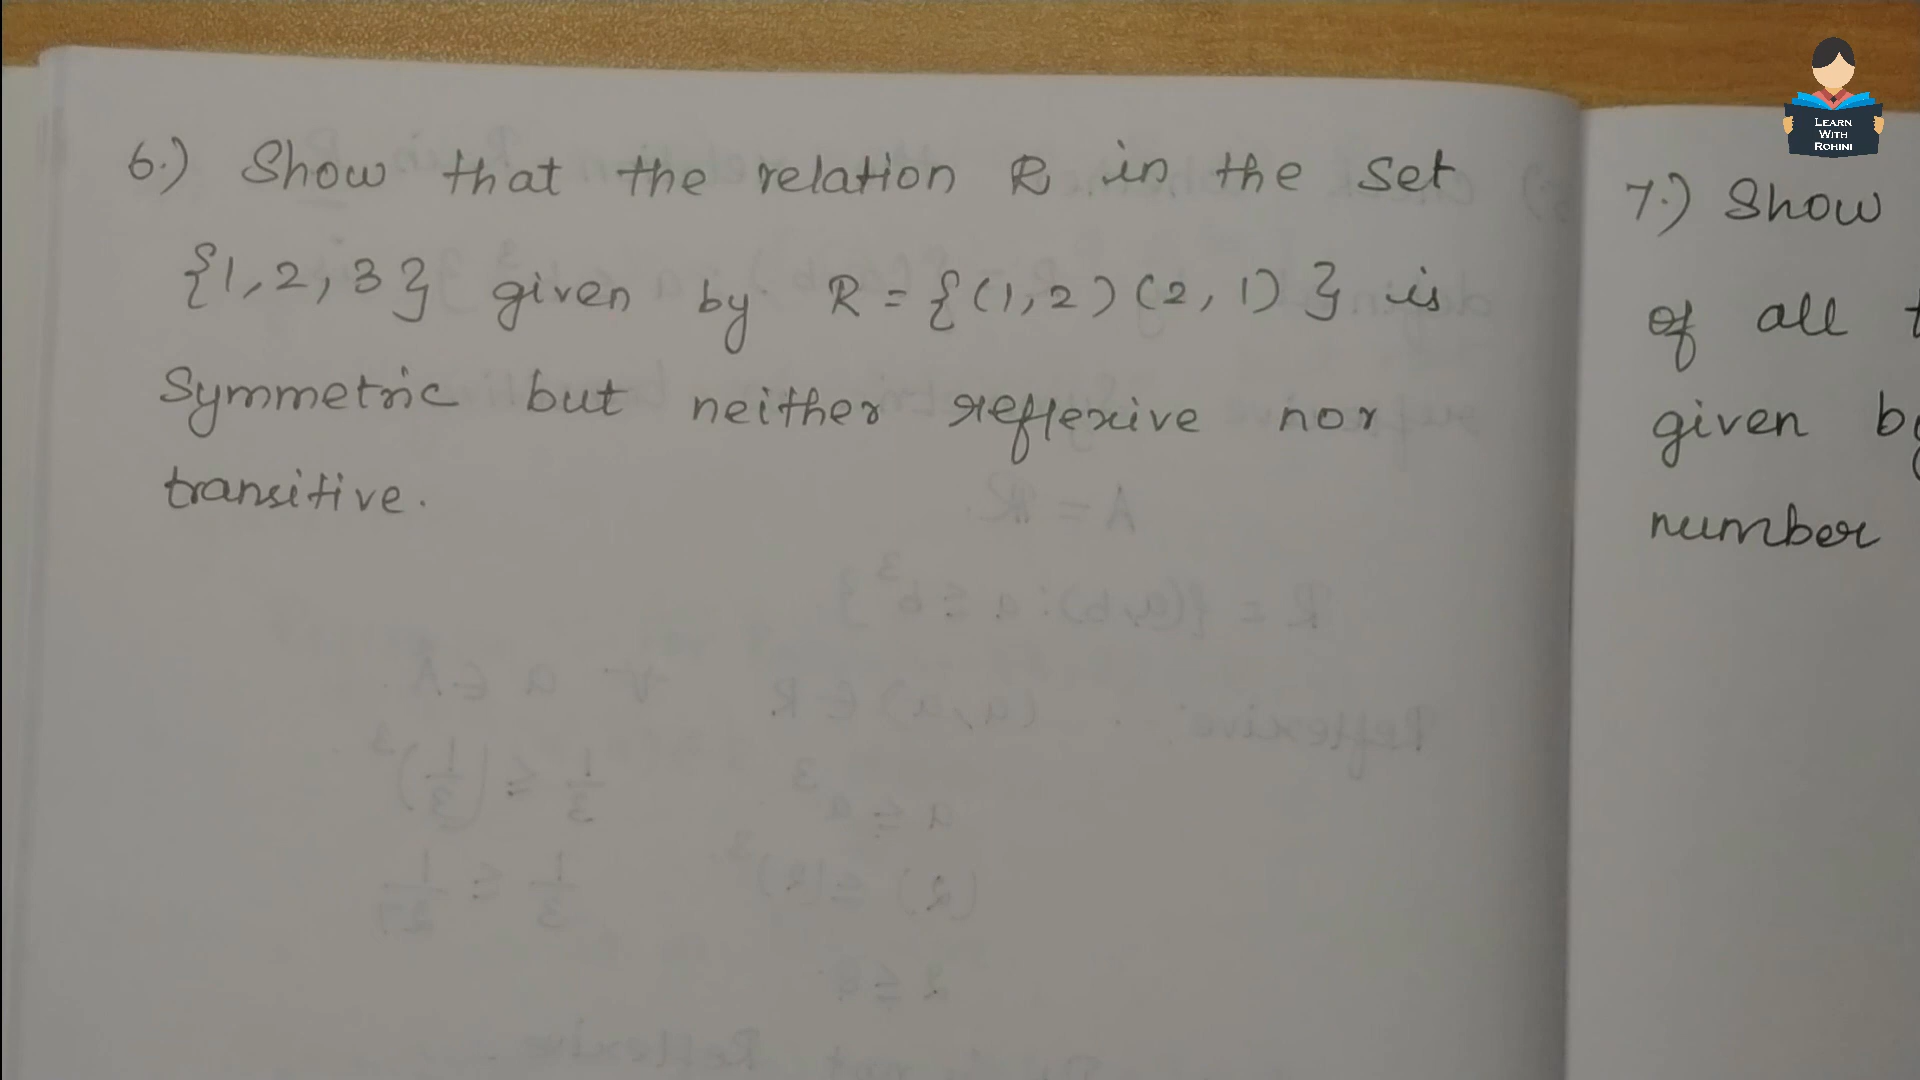 6.) Show that the relation R in the set
{1, 2, 3} given by R = {(1, 2) (2, 1)} is
Symmetric but neither reflexive nor
transitive.
7.) Show
of all
given
number
LEARN
WITH
ROHINI